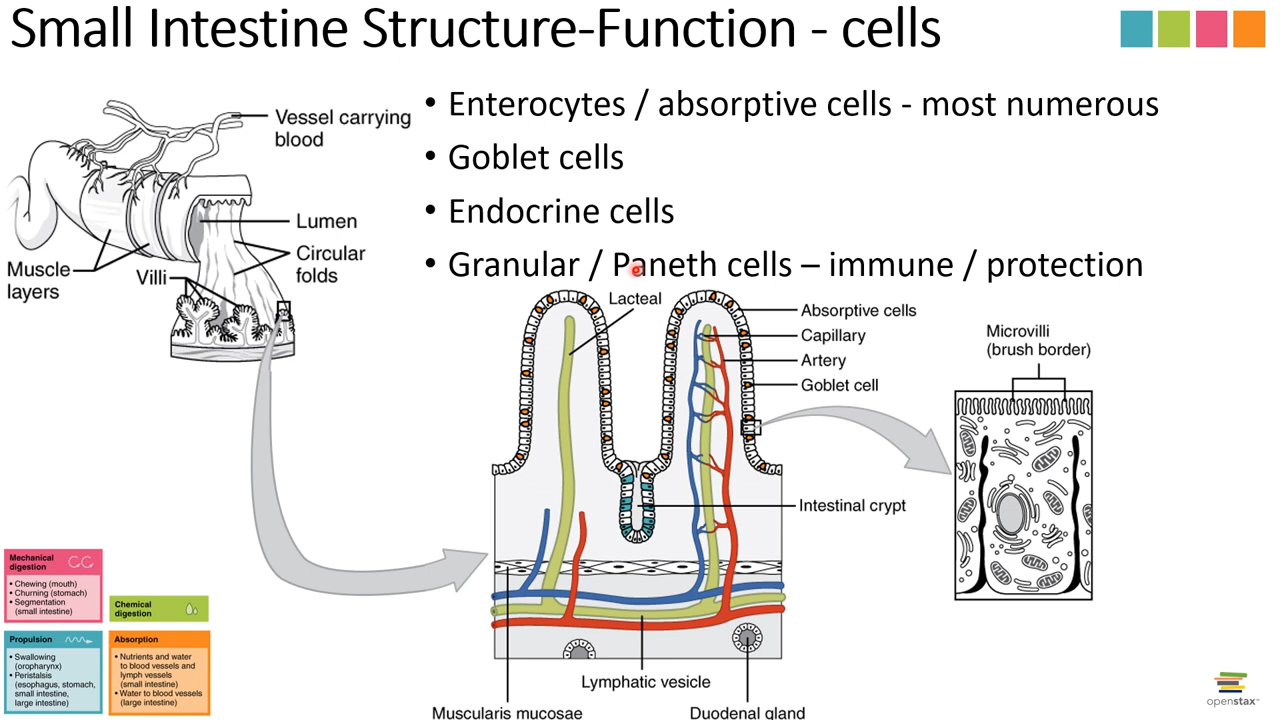 Small Intestine Structure-Function - cells
• Enterocytes / absorptive cells - most numerous
• Goblet cells
• Endocrine cells
• Granular / Paneth cells – immune / protection
Vessel carrying
blood
Lumen
Circular
folds
Muscle
layers
Villi
Lacteal
Absorptive cells
Capillary
Artery
Goblet cell
Intestinal crypt
Microvilli
(brush border)
Lymphatic vesicle
Muscularis mucosae
Duodenal gland
Mechanical
digestion
• Chewing (mouth)
• Churning (stomach)
• Segmentation
(small intestine)
Chemical
digestion
Propulsion
• Swallowing
(oropharynx)
• Peristalsis
(esophagus, stomach,
small intestine,
large intestine)
Absorption
• Nutrients and water
to blood vessels and
lymph vessels
(small intestine)
• Water to blood vessels
(large intestine)
openstax™